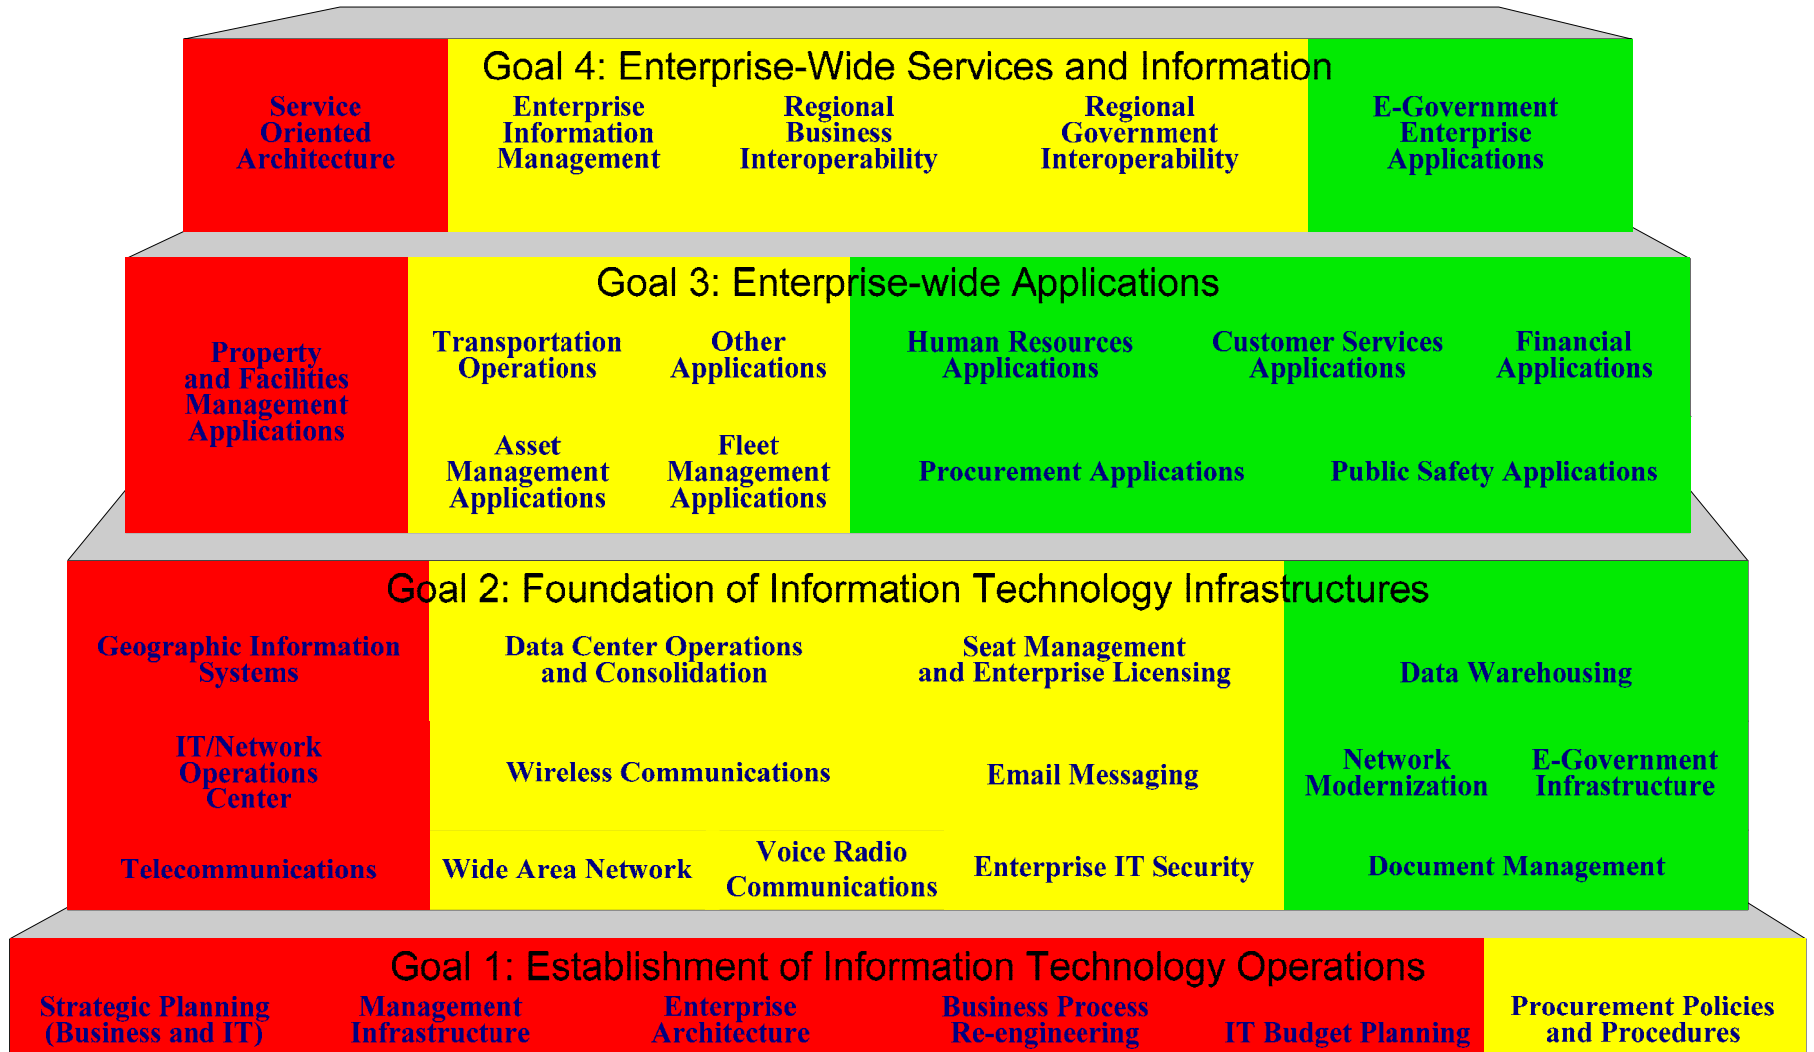 Goal 4: Enterprise-Wide Services and Information
Service
Oriented
Architecture
Enterprise
Information
Management
Regional
Business
Interoperability
Regional
Government
Interoperability
E-Government
Enterprise
Applications
Goal 3: Enterprise-wide Applications
Property
and Facilities
Management
Applications
Transportation
Operations
Other
Applications
Human Resources
Applications
Customer Services
Applications
Financial
Applications
Asset
Management
Applications
Fleet
Management
Applications
Procurement Applications
Public Safety Applications
Goal 2: Foundation of Information Technology Infrastructures
Geographic Information
Systems
Data Center Operations
and Consolidation
Seat Management
and Enterprise Licensing
Data Warehousing
IT/Network
Operations
Center
Wireless Communications
Email Messaging
Network
Modernization
E-Government
Infrastructure
Telecommunications
Wide Area Network
Voice Radio
Communications
Enterprise IT Security
Document Management
Goal 1: Establishment of Information Technology Operations
Strategic Planning
(Business and IT)
Management
Infrastructure
Enterprise
Architecture
Business Process
Re-engineering
IT Budget Planning
Procurement Policies
and Procedures